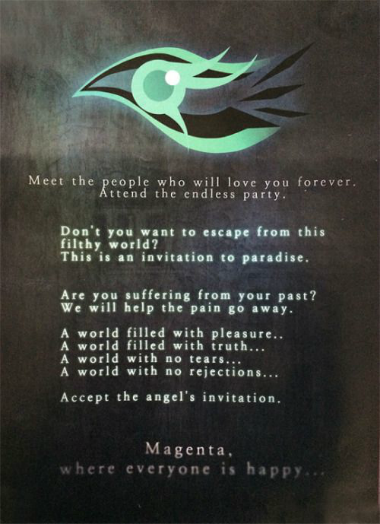 Meet the people who will love you forever.
Attend the endless party.
Don't you want to escape from this
filthy world?
This is an invitation to paradise.
Are you suffering from your past?
We will help the pain go away.
A world filled with pleasure..
A world filled with truth...
A world with no tears...
A world with no rejections...
Accept the angel's invitation.
Magenta,
where everyone is happy...